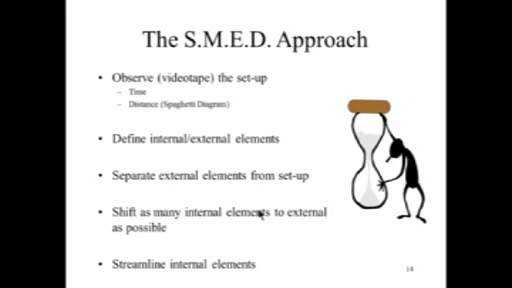 The S.M.E.D. Approach
• Observe (videotape) the set-up
– Time
– Distance (Spaghetti Diagram)
• Define internal/external elements
• Separate external elements from set-up
• Shift as many internal elements to external
as possible
• Streamline internal elements
14